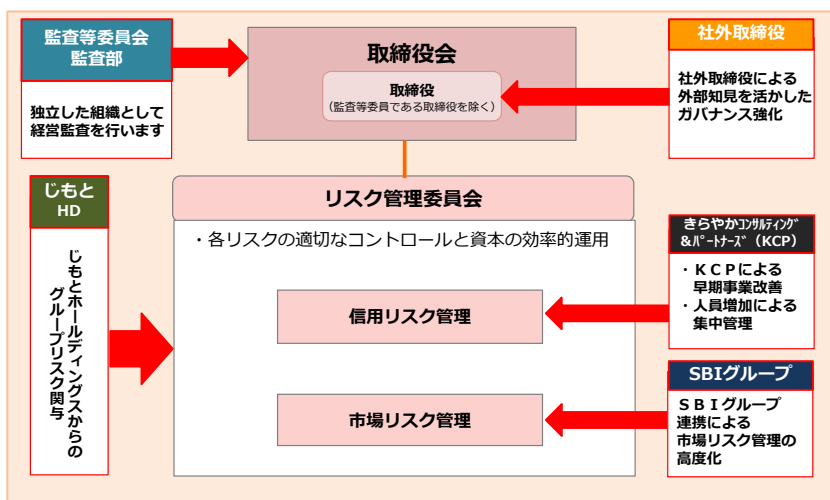 監査等委員会
監査部
独立した組織として
経営監査を行います
取締役会
取締役
（監査等委員である取締役を除く）
社外取締役
社外取締役による
外部知見を活かした
ガバナンス強化
じもと
HD
じもとホールディングスからの
グループリスク関与
リスク管理委員会
・各リスクの適切なコントロールと資本の効率的運用
信用リスク管理
市場リスク管理
きらやかｺﾝｻﾙﾃｨﾝｸﾞ
&ﾊﾟｰﾄﾅｰｽﾞ（KCP）
・ＫＣＰによる
早期事業改善
・人員増加による
集中管理
SBIグループ
ＳＢＩグループ
連携による
市場リスク管理の
高度化